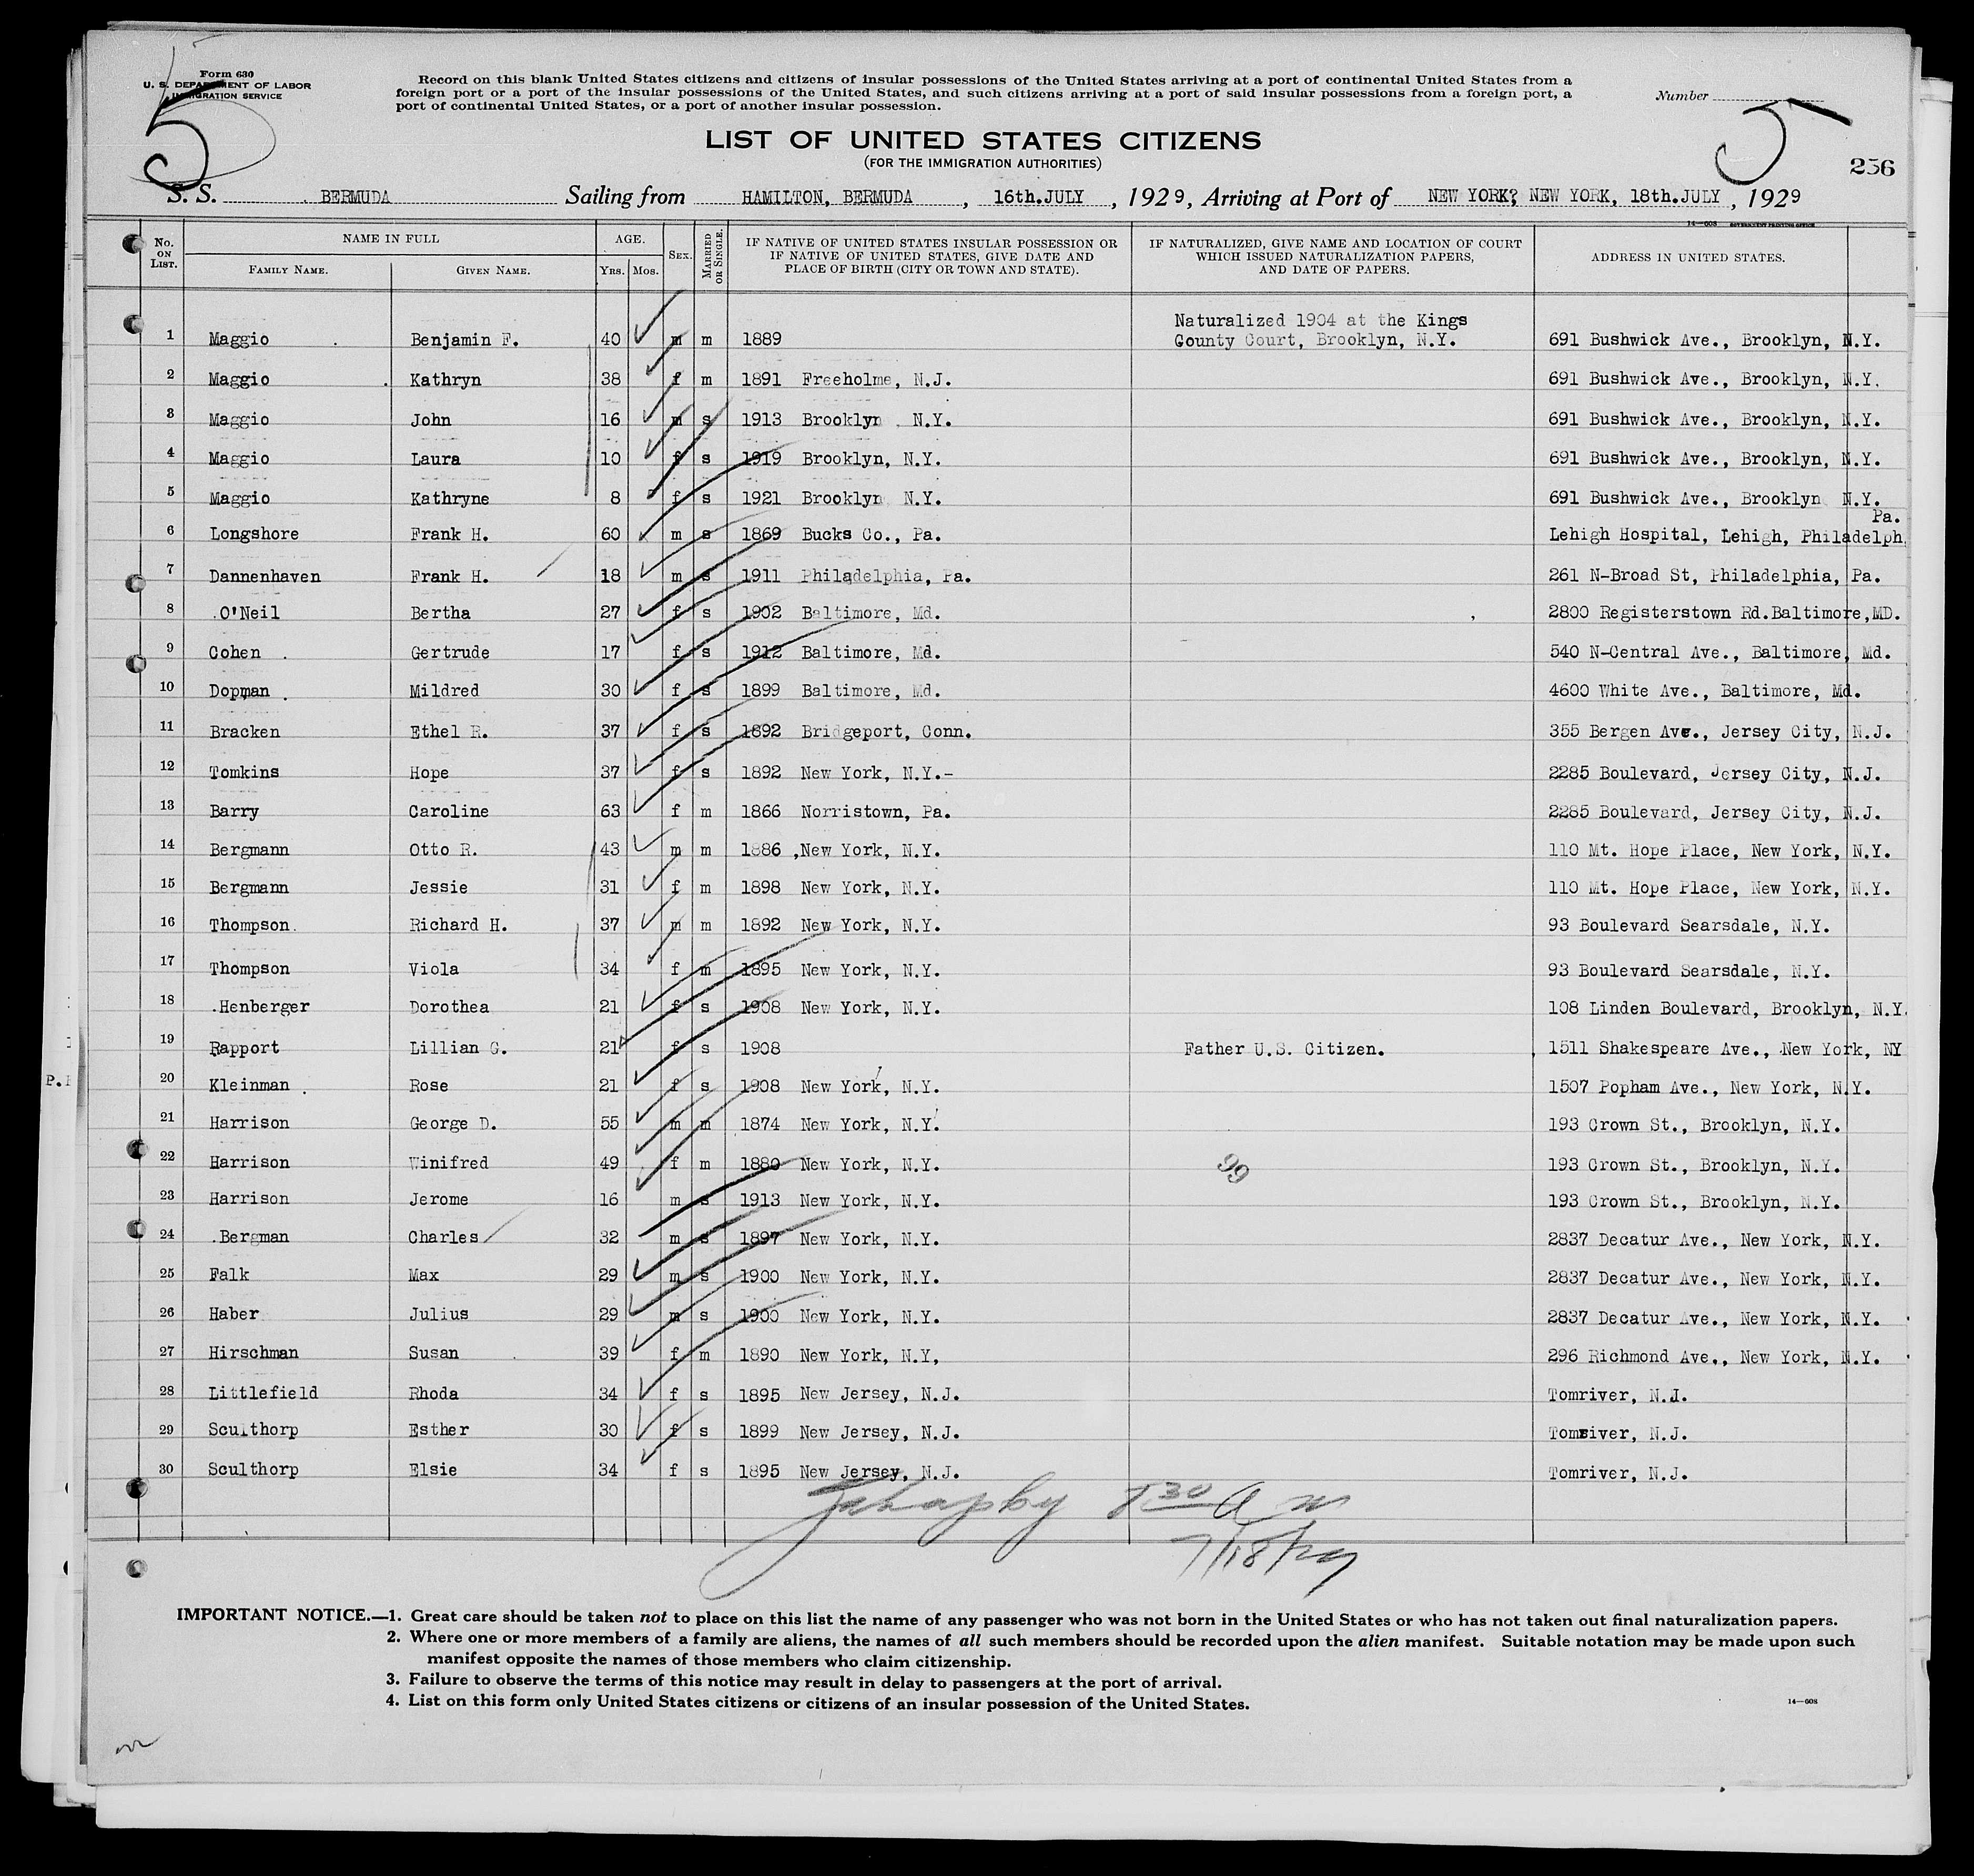 Form 630
U. S. DEPARTMENT OF LABOR
IMMIGRATION SERVICE
Record on this blank United States citizens and citizens of insular possessions of the United States arriving at a port of continental United States from a
foreign port or a port of the insular possessions of the United States, and such citizens arriving at a port of said insular possessions from a foreign port, a
port of continental United States, or a port of another insular possession.
Number
5 5
LIST OF UNITED STATES CITIZENS
(FOR THE IMMIGRATION AUTHORITIES)
256
S. S. BERMUDA Sailing from HAMILTON, BERMUDA, 16th.JULY, 1929, Arriving at Port of NEW YORK, NEW YORK, 18th.JULY, 1929
14—608 GOVERNMENT PRINTING OFFICE
No. ON LIST. NAME IN FULL FAMILY NAME. GIVEN NAME. AGE. YRS. MOS. SEX. MARRIED OR SINGLE. IF NATIVE OF UNITED STATES INSULAR POSSESSION OR IF NATIVE OF UNITED STATES, GIVE DATE AND PLACE OF BIRTH (CITY OR TOWN AND STATE). IF NATURALIZED, GIVE NAME AND LOCATION OF COURT WHICH ISSUED NATURALIZATION PAPERS, AND DATE OF PAPERS. ADDRESS IN UNITED STATES.
1 Maggio Benjamin F. 40 m m 1889 Naturalized 1904 at the Kings County Court, Brooklyn, N.Y. 691 Bushwick Ave., Brooklyn, N.Y.
2 Maggio Kathryn 38 f m 1891 Freeholme, N.J. 691 Bushwick Ave., Brooklyn, N.Y.
3 Maggio John 16 m s 1913 Brooklyn N.Y. 691 Bushwick Ave., Brooklyn, N.Y.
4 Maggio Laura 10 f s 1919 Brooklyn, N.Y. 691 Bushwick Ave., Brooklyn, N.Y.
5 Maggio Kathryne 8 f s 1921 Brooklyn N.Y. 691 Bushwick Ave., Brooklyn N.Y.
6 Longshore Frank H. 60 m s 1869 Bucks Co., Pa. Lehigh Hospital, Lehigh, Philadelph Pa.
7 Dannenhaven Frank H. 18 m s 1911 Philadelphia, Pa. 261 N-Broad St, Philadelphia, Pa.
8 O'Neil Bertha 27 f s 1902 Baltimore, Md. 2800 Registerstown Rd.Baltimore,MD.
9 Cohen Gertrude 17 f s 1912 Baltimore, Md. 540 N-Central Ave., Baltimore, Md.
10 Dopman Mildred 30 f s 1899 Baltimore, Md. 4600 White Ave., Baltimore, Md.
11 Bracken Ethel R. 37 f s 1892 Bridgeport, Conn. 355 Bergen Ave., Jersey City, N.J.
12 Tomkins Hope 37 f s 1892 New York, N.Y.- 2285 Boulevard, Jersey City, N.J.
13 Barry Caroline 63 f m 1866 Norristown, Pa. 2285 Boulevard, Jersey City, N.J.
14 Bergmann Otto R. 43 m m 1886 ,New York, N.Y. 110 Mt. Hope Place, New York, N.Y.
15 Bergmann Jessie 31 f m 1898 New York, N.Y. 110 Mt. Hope Place, New York, N.Y.
16 Thompson Richard H. 37 m m 1892 New York, N.Y. 93 Boulevard Searsdale, N.Y.
17 Thompson Viola 34 f m 1895 New York, N.Y. 93 Boulevard Searsdale, N.Y.
18 Henberger Dorothea 21 f s 1908 New York, N.Y. 108 Linden Boulevard, Brooklyn, N.Y.
19 Rapport Lillian G. 21 f s 1908 Father U.S. Citizen. 1511 Shakespeare Ave., New York, NY
20 Kleinman Rose 21 f s 1908 New York, N.Y. 1507 Popham Ave., New York, N.Y.
21 Harrison George D. 55 m m 1874 New York, N.Y. 193 Crown St., Brooklyn, N.Y.
22 Harrison Winifred 49 f m 1880 New York, N.Y. 99 193 Crown St., Brooklyn, N.Y.
23 Harrison Jerome 16 m s 1913 New York, N.Y. 193 Crown St., Brooklyn, N.Y.
24 Bergman Charles 32 m s 1897 New York, N.Y. 2837 Decatur Ave., New York, N.Y.
25 Falk Max 29 m s 1900 New York, N.Y. 2837 Decatur Ave., New York, N.Y.
26 Haber Julius 29 m s 1900 New York, N.Y. 2837 Decatur Ave., New York, N.Y.
27 Hirschman Susan 39 f m 1890 New York, N.Y, 296 Richmond Ave., New York, N.Y.
28 Littlefield Rhoda 34 f s 1895 New Jersey, N.J. Tomriver, N.J.
29 Sculthorp Esther 30 f s 1899 New Jersey, N.J. Tomsiver, N.J.
30 Sculthorp Elsie 34 f s 1895 New Jersey, N.J. Tomriver, N.J.
8 30 A m
7/18/29
IMPORTANT NOTICE.—1. Great care should be taken not to place on this list the name of any passenger who was not born in the United States or who has not taken out final naturalization papers.
2. Where one or more members of a family are aliens, the names of all such members should be recorded upon the alien manifest. Suitable notation may be made upon such
manifest opposite the names of those members who claim citizenship.
3. Failure to observe the terms of this notice may result in delay to passengers at the port of arrival.
4. List on this form only United States citizens or citizens of an insular possession of the United States.
14—608